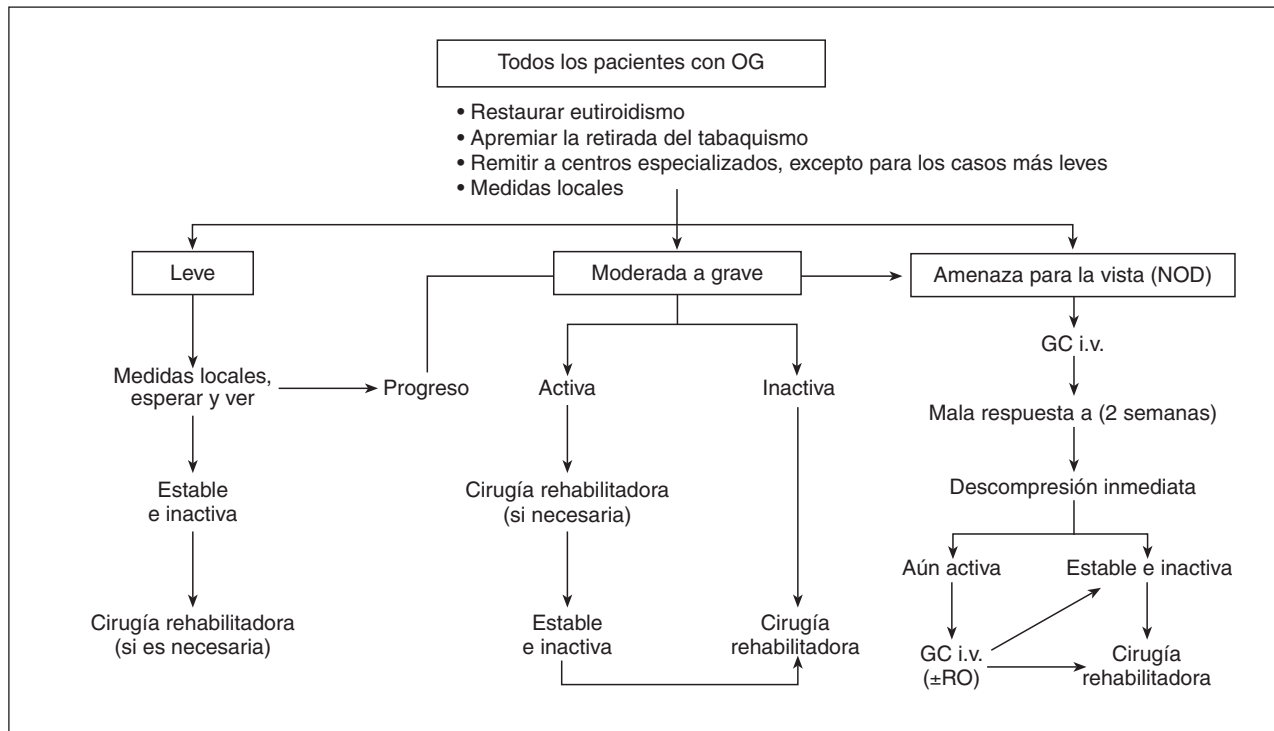 Todos los pacientes con OG
• Restaurar eutiroidismo
• Apremiar la retirada del tabaquismo
• Remitir a centros especializados, excepto para los casos más leves
• Medidas locales
Leve
Moderada a grave
Amenaza para la vista (NOD)
Medidas locales,
esperar y ver
Progreso
Activa
Inactiva
GC i.v.
Mala respuesta a (2 semanas)
Estable
e inactiva
Cirugía rehabilitadora
(si necesaria)
Descompresión inmediata
Aún activa
Estable e inactiva
Cirugía rehabilitadora
(si es necesaria)
Estable
e inactiva
Cirugía
rehabilitadora
GC i.v.
(±RO)
Cirugía
rehabilitadora